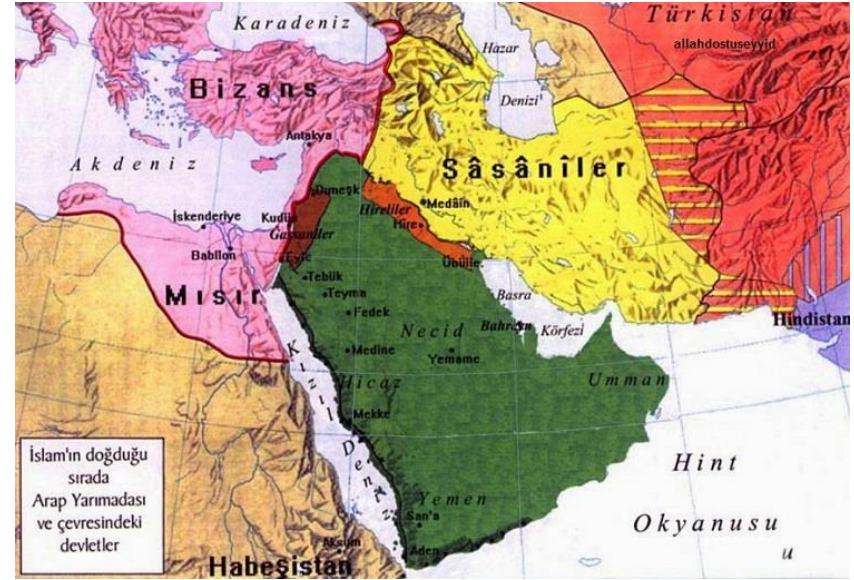 Karadeniz
Türkistan
allahdostuseyyid
Hazar
Denizi
Bizans
Antakya
Akdeniz
Sâsânîler
Dımeşk
Medâin
Hireliler
Hire
İskenderiye
Kudüs
Gassaniler
Babilon
Eyle
Übülle
Mısır
Tebük
Teyma
Basra
Körfezi
Fedek
Necid
Bahreyn
Hindistan
Medine
Yemame
Kızıl Deniz
Hicaz
Umman
Mekke
İslam'ın doğduğu
sırada
Arap Yarımadası
ve çevresindeki
devletler
Hint
Okyanusu
u
Yemen
San'a
Aksum
Aden
Habeşistan